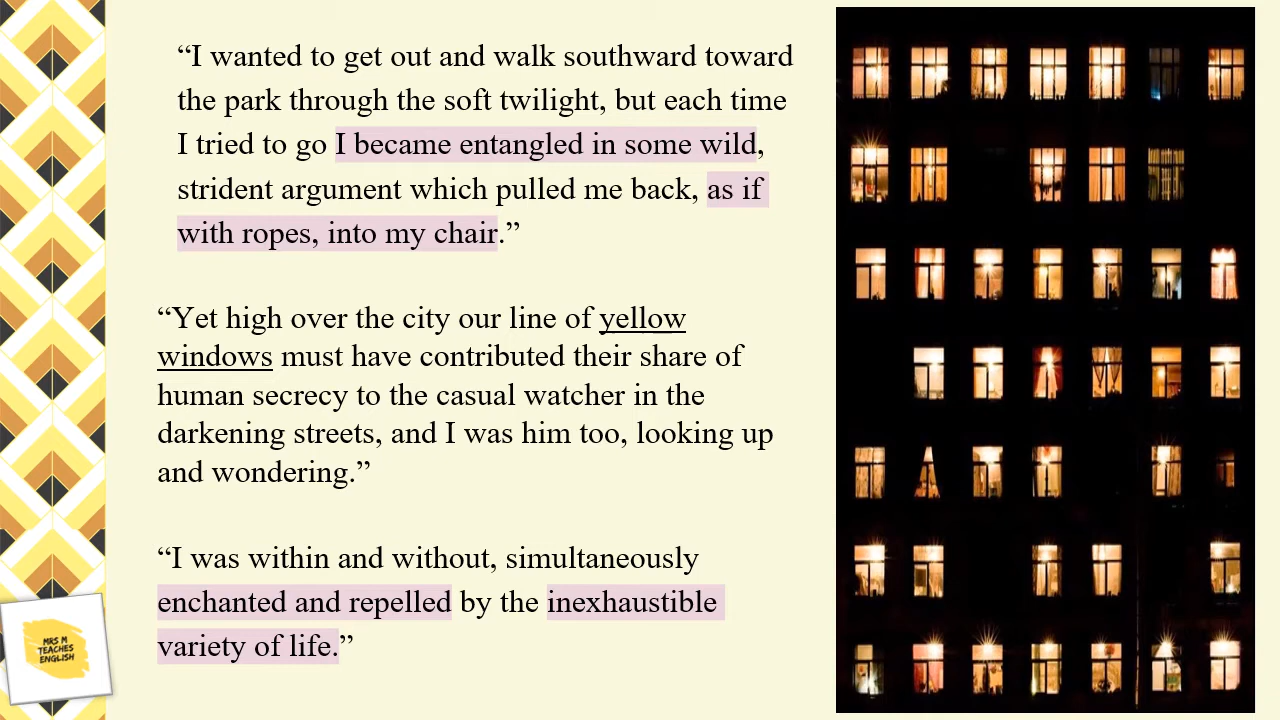 “I wanted to get out and walk southward toward
the park through the soft twilight, but each time
I tried to go I became entangled in some wild,
strident argument which pulled me back, as if
with ropes, into my chair.”
“Yet high over the city our line of yellow
windows must have contributed their share of
human secrecy to the casual watcher in the
darkening streets, and I was him too, looking up
and wondering.”
“I was within and without, simultaneously
enchanted and repelled by the inexhaustible
variety of life.”
MRS M
TEACHES
ENGLISH